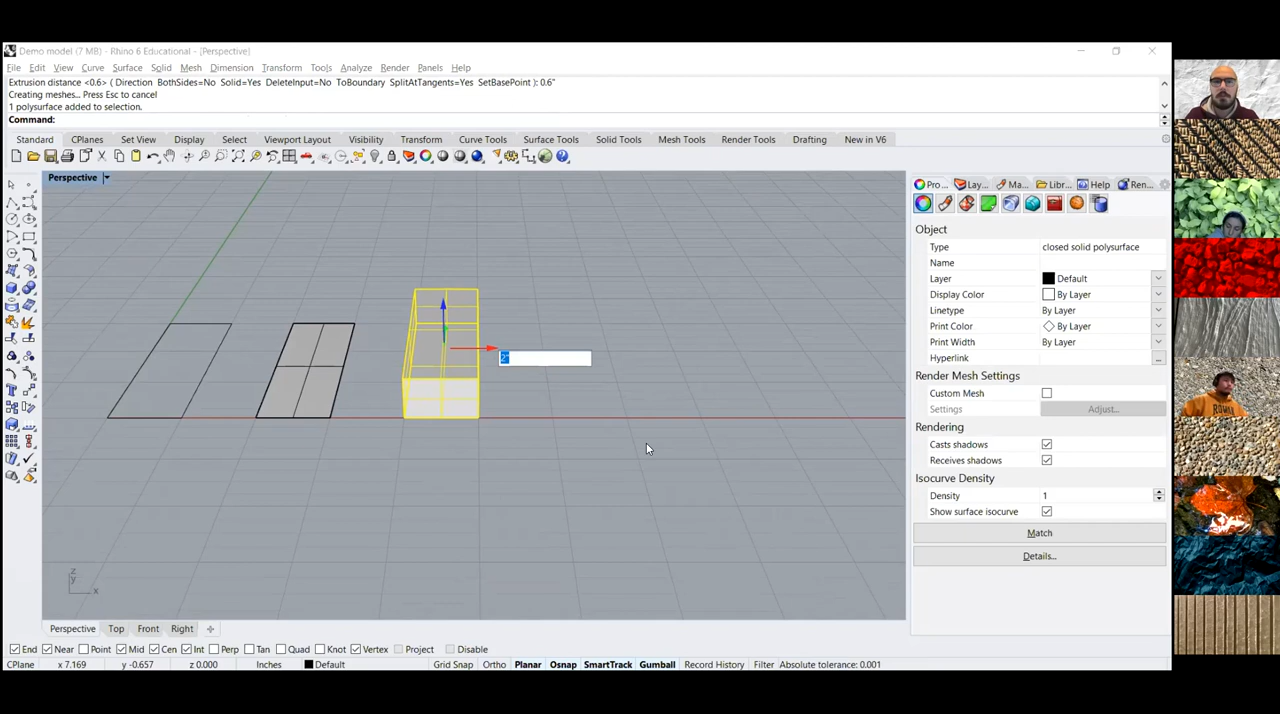 Demo model (7 MB) - Rhino 6 Educational - [Perspective]
File Edit View Curve Surface Solid Mesh Dimension Transform Tools Analyze Render Panels Help
Extrusion distance <0.6> ( Direction BothSides=No Solid=Yes DeleteInput=No ToBoundary SplitAtTangents=Yes SetBasePoint ): 0.6"
Creating meshes... Press Esc to cancel
1 polysurface added to selection.
Command:
Standard CPlanes Set View Display Select Viewport Layout Visibility Transform Curve Tools Surface Tools Solid Tools Mesh Tools Render Tools Drafting New in V6
Perspective
Pro... Lay... Ma... Libr... Help Ren...
Object
Type closed solid polysurface
Name
Layer Default
Display Color By Layer
Linetype By Layer
Print Color By Layer
Print Width By Layer
Hyperlink ...
Render Mesh Settings
Custom Mesh
Settings Adjust...
Rendering
Casts shadows
Receives shadows
Isocurve Density
Density 1
Show surface isocurve
Match
Details...
2"
z
y
x
Perspective Top Front Right
End Near Point Mid Cen Int Perp Tan Quad Knot Vertex Project Disable
CPlane x 7.169 y -0.657 z 0.000 Inches Default Grid Snap Ortho Planar Osnap SmartTrack Gumball Record History Filter Absolute tolerance: 0.001